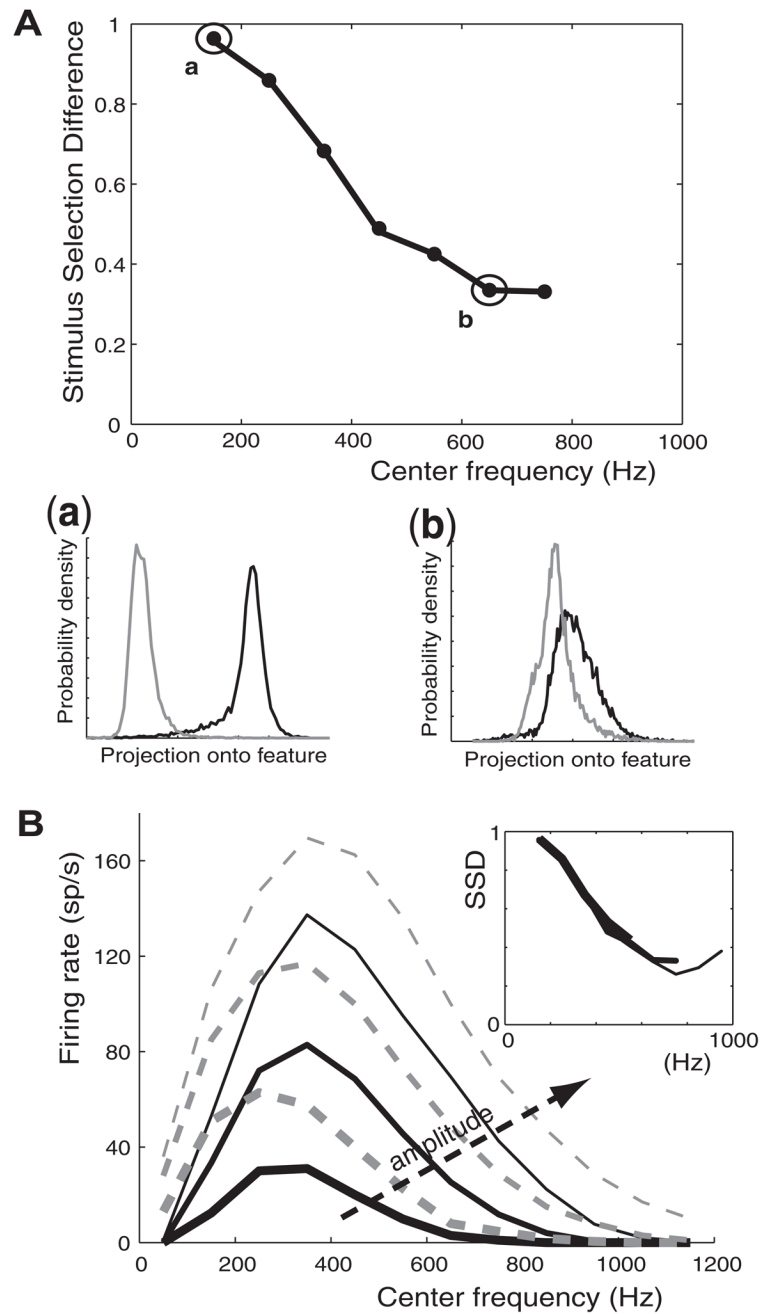 A
Stimulus Selection Difference
1
0.8
0.6
0.4
0.2
0
a
b
0 200 400 600 800 1000
Center frequency (Hz)
(a)
Probability density
Projection onto feature
(b)
Probability density
Projection onto feature
B
Firing rate (sp/s)
160
120
80
40
0
amplitude
SSD
1
0
0 1000
(Hz)
0 200 400 600 800 1000 1200
Center frequency (Hz)